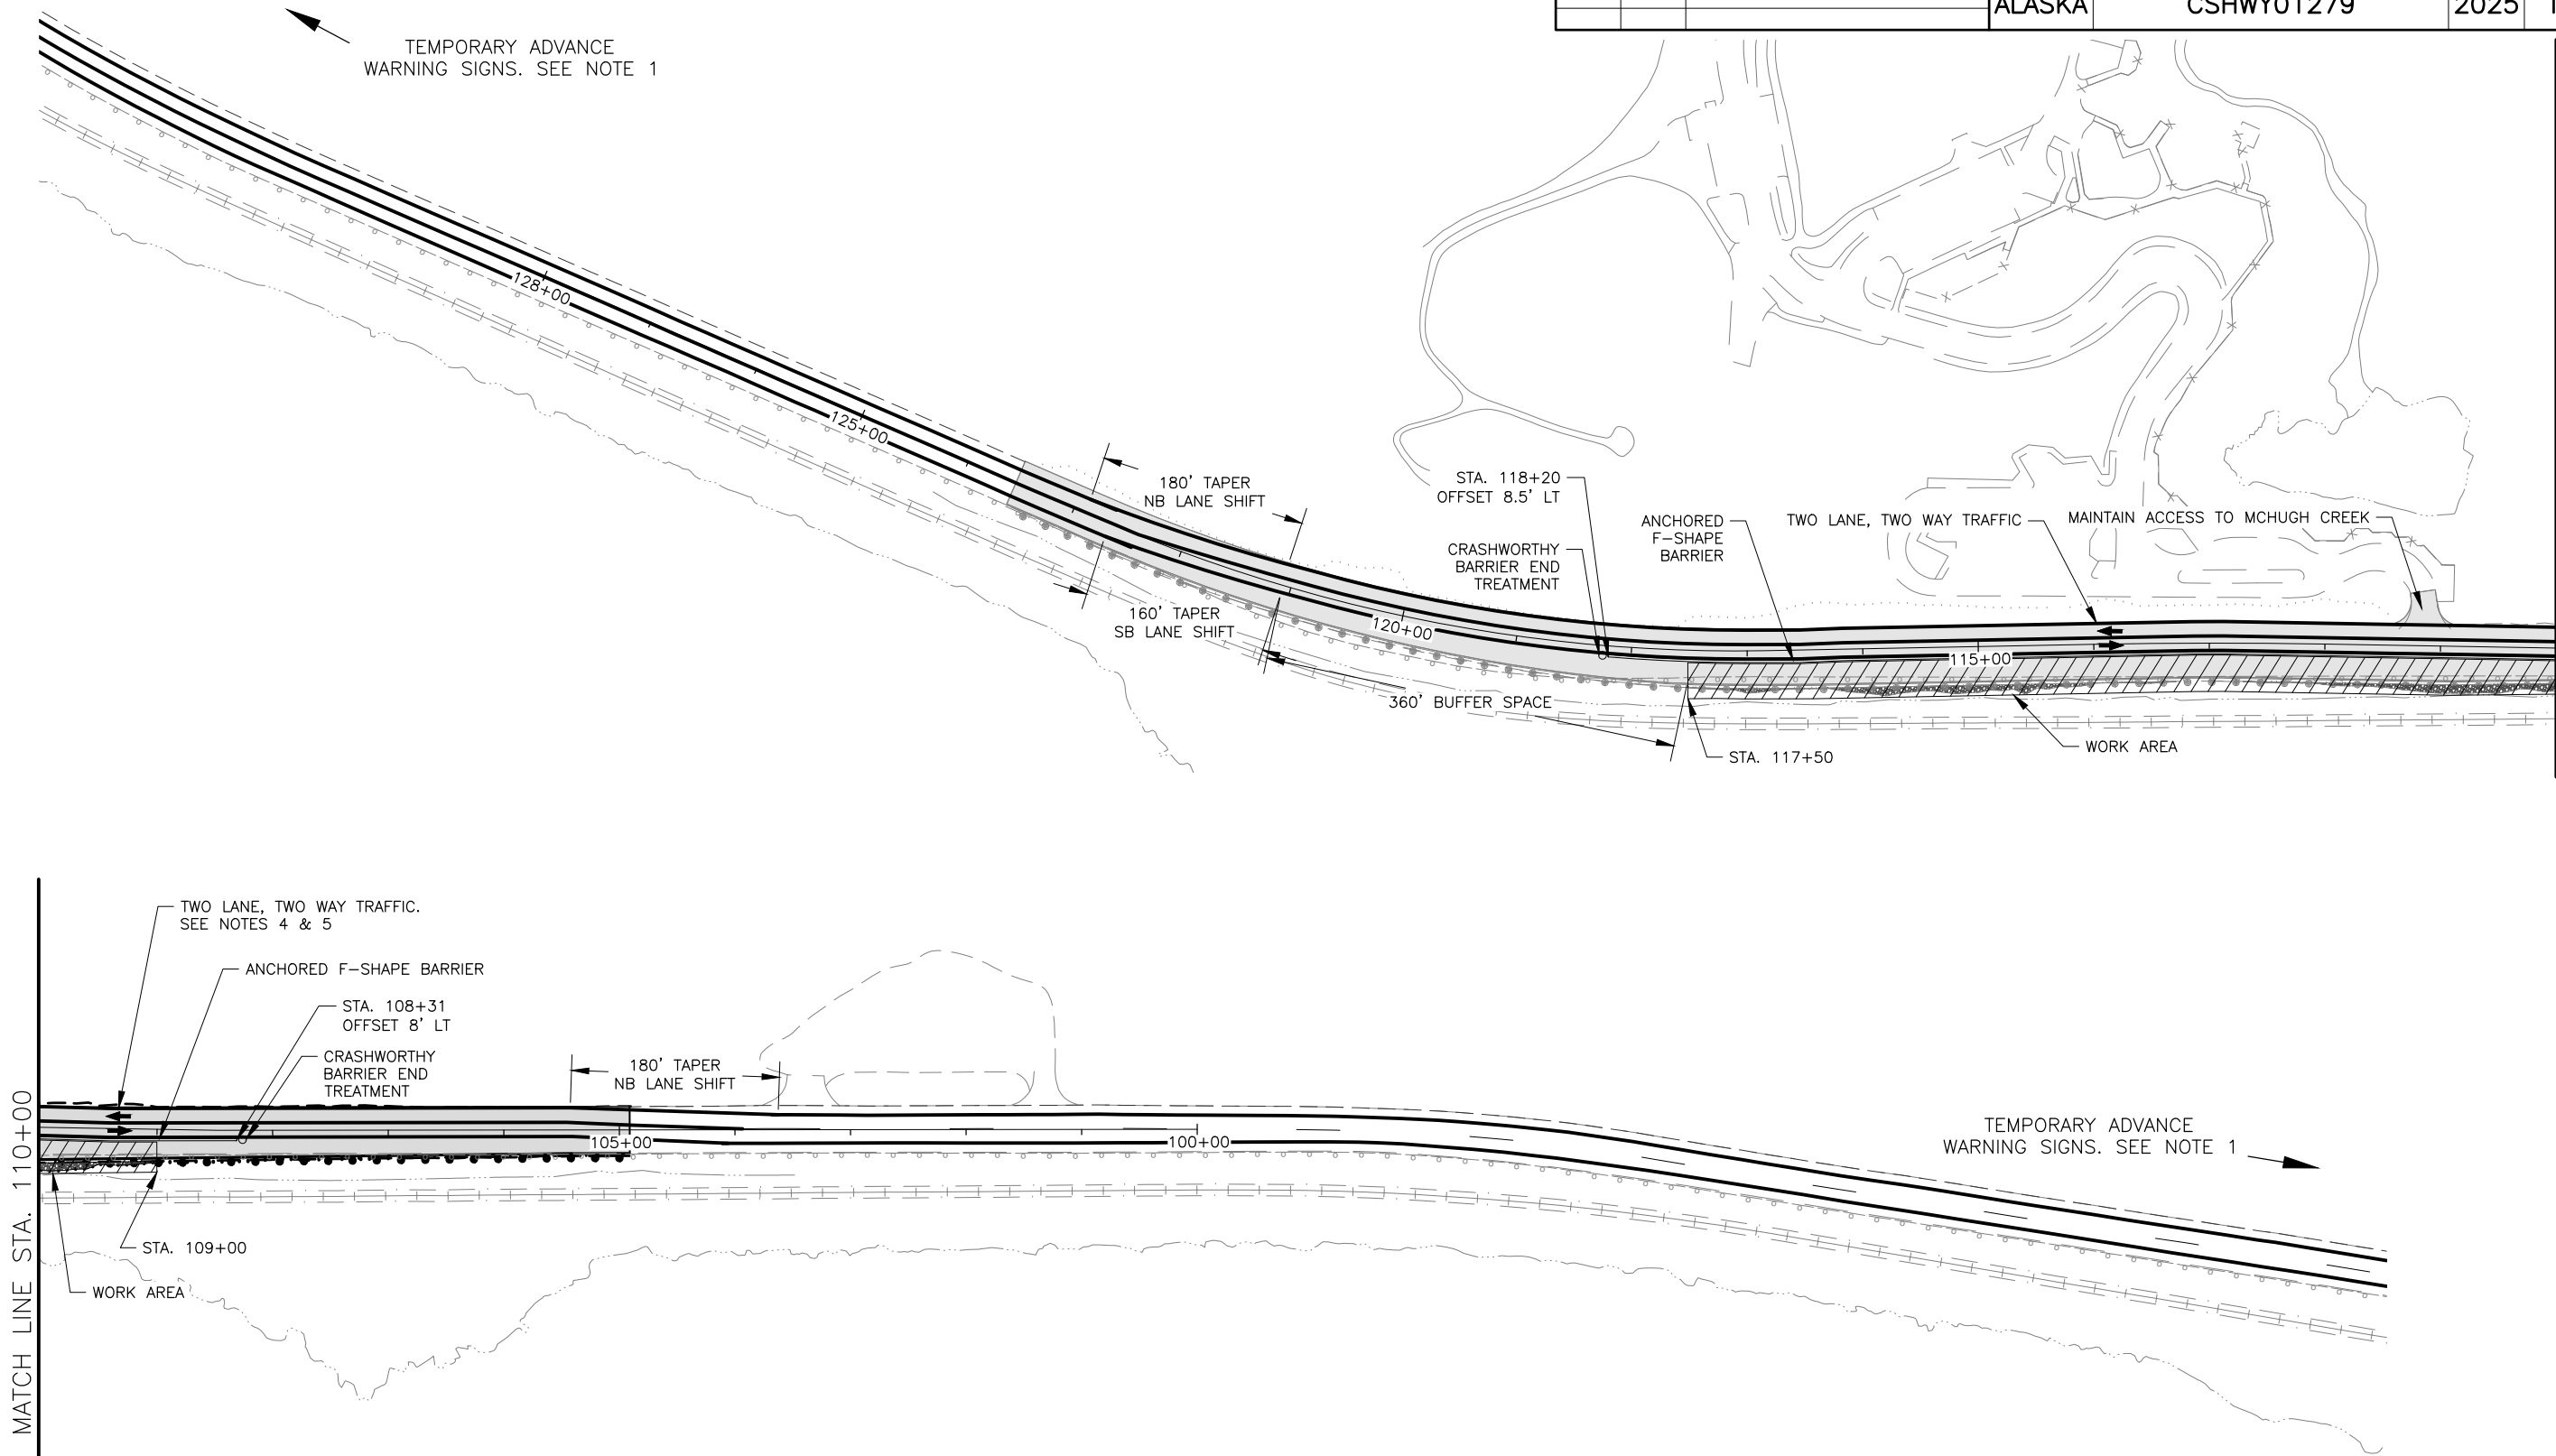 ALASKA
CSHWY01279
2025
TEMPORARY ADVANCE
WARNING SIGNS. SEE NOTE 1
128+00
125+00
180' TAPER
NB LANE SHIFT
160' TAPER
SB LANE SHIFT
STA. 118+20
OFFSET 8.5' LT
CRASHWORTHY
BARRIER END
TREATMENT
120+00
360' BUFFER SPACE
ANCHORED
F-SHAPE
BARRIER
TWO LANE, TWO WAY TRAFFIC
MAINTAIN ACCESS TO MCHUGH CREEK
115+00
STA. 117+50
WORK AREA
MATCH LINE STA. 110+00
TWO LANE, TWO WAY TRAFFIC.
SEE NOTES 4 & 5
ANCHORED F-SHAPE BARRIER
STA. 108+31
OFFSET 8' LT
CRASHWORTHY
BARRIER END
TREATMENT
180' TAPER
NB LANE SHIFT
105+00
100+00
STA. 109+00
WORK AREA
TEMPORARY ADVANCE
WARNING SIGNS. SEE NOTE 1